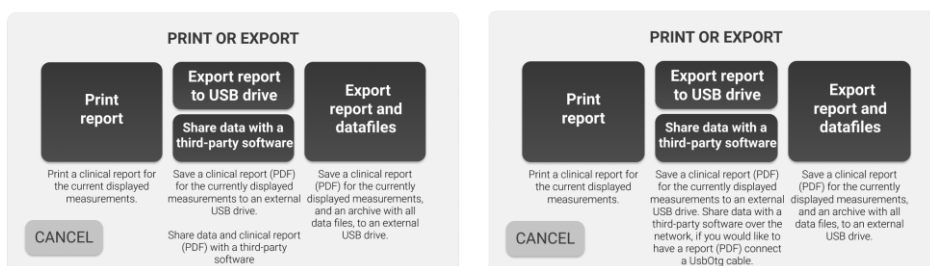 PRINT OR EXPORT
Print
report
Export report
to USB drive
Share data with a
third-party software
Export
report and
datafiles
Print a clinical report for
the current displayed
measurements.
Save a clinical report (PDF)
for the currently displayed
measurements to an external
USB drive.
Share data and clinical report
(PDF) with a third-party
software
Save a clinical report
(PDF) for the currently
displayed measurements,
and an archive with all
data files, to an external
USB drive.
CANCEL
PRINT OR EXPORT
Print
report
Export report
to USB drive
Share data with a
third-party software
Export
report and
datafiles
Print a clinical report for
the current displayed
measurements.
Save a clinical report (PDF)
for the currently displayed
measurements to an external
USB drive. Share data with a
third-party software over the
network, if you would like to
have a report (PDF) connect
a UsbOtg cable.
Save a clinical report
(PDF) for the currently
displayed measurements,
and an archive with all
data files, to an external
USB drive.
CANCEL